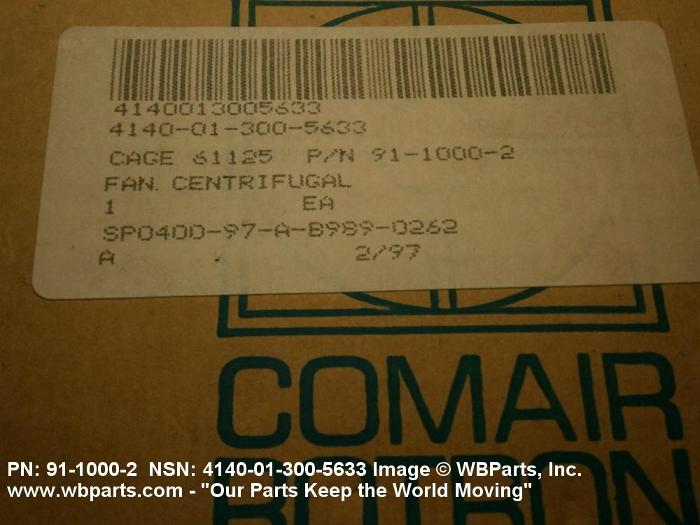 4140013005633
4140-01-300-5633
CAGE 61125 P/N 91-1000-2
FAN. CENTRIFUGAL
1 EA
SP0400-97-A-B989-0262
A 2/97
COMAIR
ROTRON
PN: 91-1000-2 NSN: 4140-01-300-5633 Image © WBParts, Inc.
www.wbparts.com - "Our Parts Keep the World Moving"